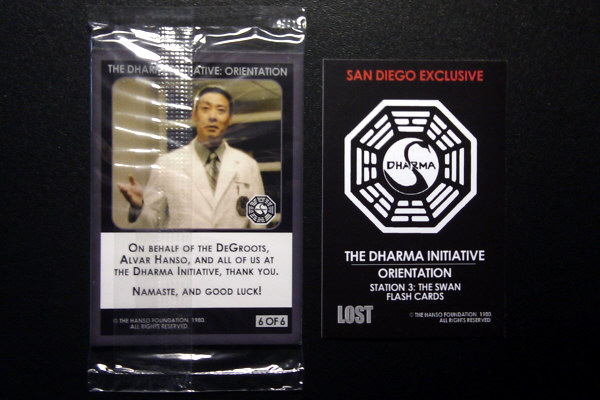 THE DHARMA INITIATIVE: ORIENTATION
ON BEHALF OF THE DEGROOTS,
ALVAR HANSO, AND ALL OF US AT
THE DHARMA INITIATIVE, THANK YOU.
NAMASTE, AND GOOD LUCK!
© THE HANSO FOUNDATION 1980.
ALL RIGHTS RESERVED.
6 OF 6
SAN DIEGO EXCLUSIVE
DHARMA
THE DHARMA INITIATIVE
ORIENTATION
STATION 3: THE SWAN
FLASH CARDS
LOST
© THE HANSO FOUNDATION 1980
ALL RIGHTS RESERVED.